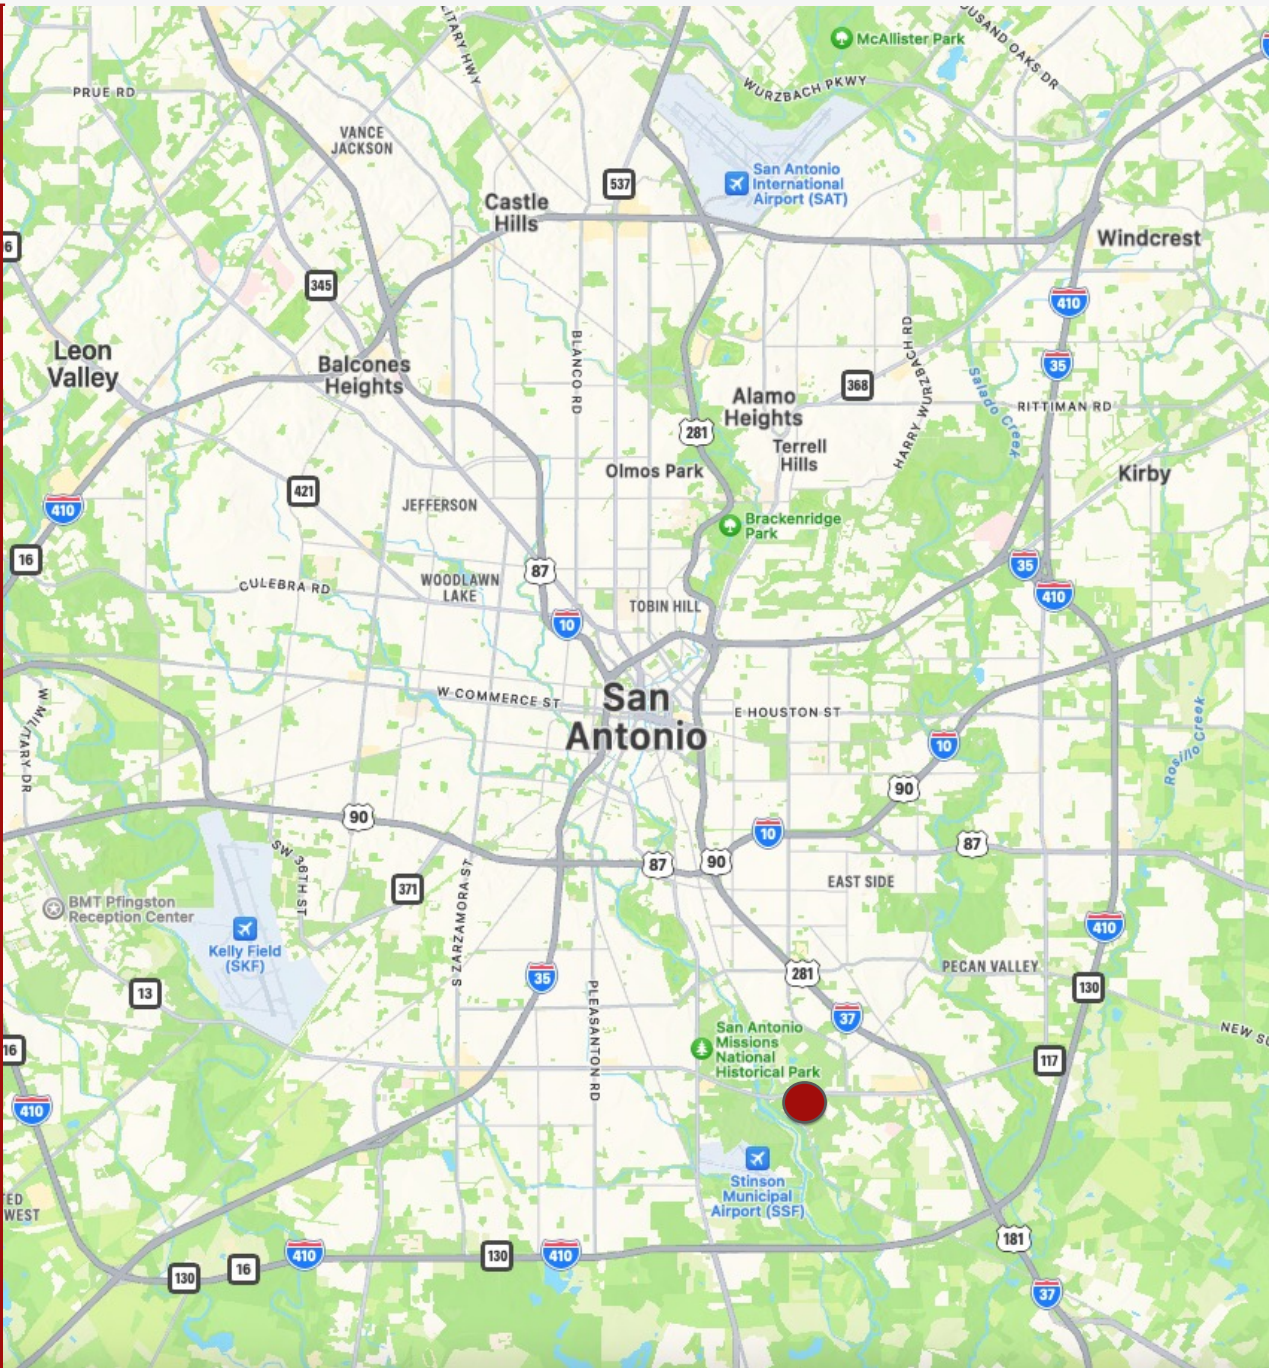 McAllister Park
WURZBACH PKWY
PRUE RD
VANCE
JACKSON
San Antonio
International
Airport (SAT)
537
Castle
Hills
Windcrest
6
345
410
Leon
Valley
Balcones
Heights
BLANCO RD
HARRY WURZBACH RD
35
368
Alamo
Heights
Salado Creek
RITTIMAN RD
281
Terrell
Hills
Olmos Park
Kirby
421
410
JEFFERSON
Brackenridge
Park
16
87
35
CULEBRA RD
WOODLAWN
LAKE
410
TOBIN HILL
10
W MILITARY DR
W COMMERCE ST
San
Antonio
E HOUSTON ST
Rosillo Creek
10
90
90
10
87
87
90
SW 36TH ST
371
EAST SIDE
S ZARZAMORA ST
BMT Pfingston
Reception Center
Kelly Field
(SKF)
410
281
PECAN VALLEY
35
13
130
PLEASANTON RD
37
San Antonio
Missions
National
Historical Park
16
117
410
Stinson
Municipal
Airport (SSF)
WEST
181
410
130
410
16
130
37